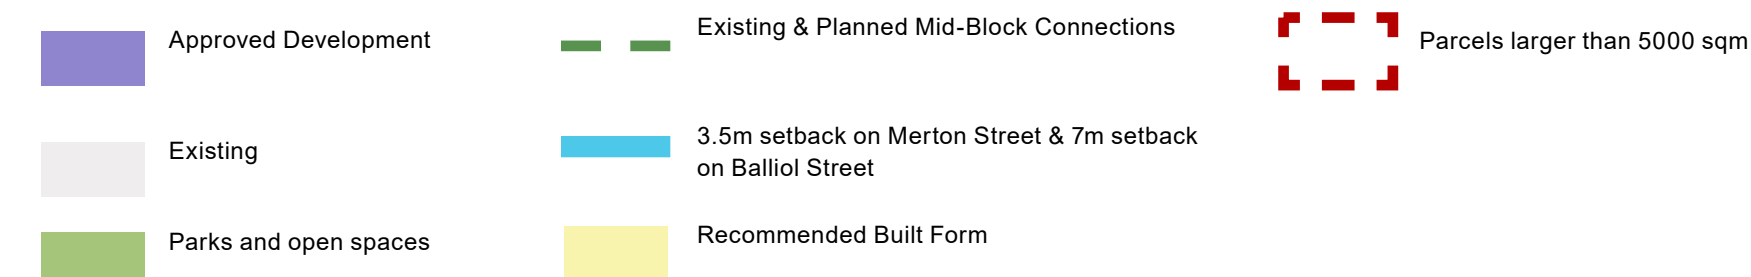 Approved Development
Existing
Parks and open spaces
Existing & Planned Mid-Block Connections
3.5m setback on Merton Street & 7m setback
on Balliol Street
Recommended Built Form
Parcels larger than 5000 sqm